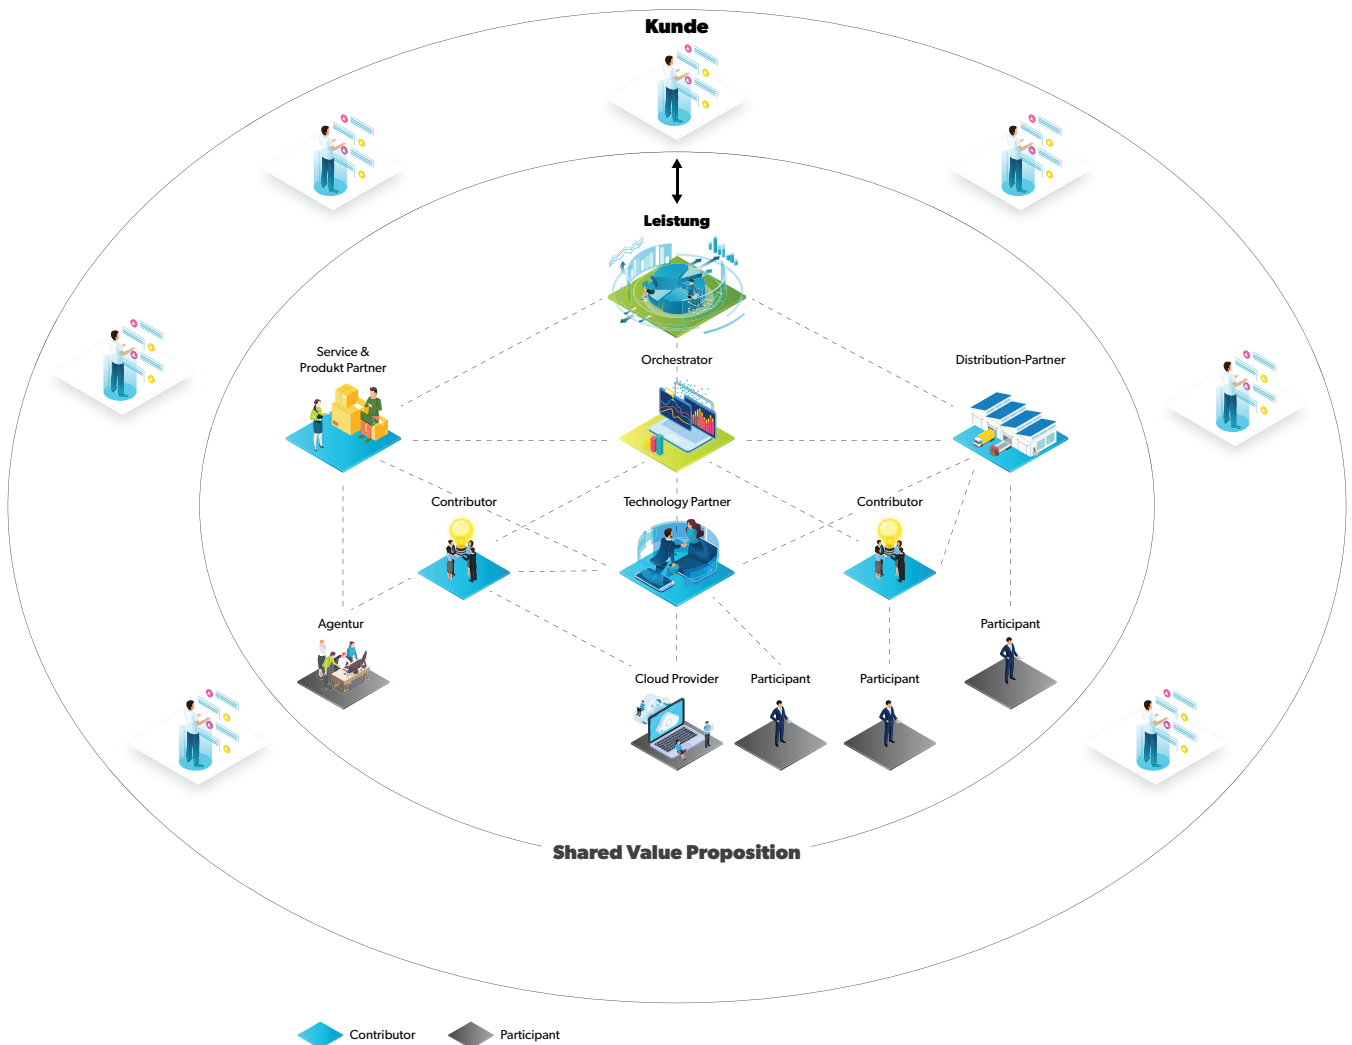 Kunde
Leistung
Service &
Produkt Partner
Orchestrator
Distribution-Partner
Contributor
Technology Partner
Contributor
Agentur
Participant
Cloud Provider
Participant
Participant
Shared Value Proposition
Contributor
Participant